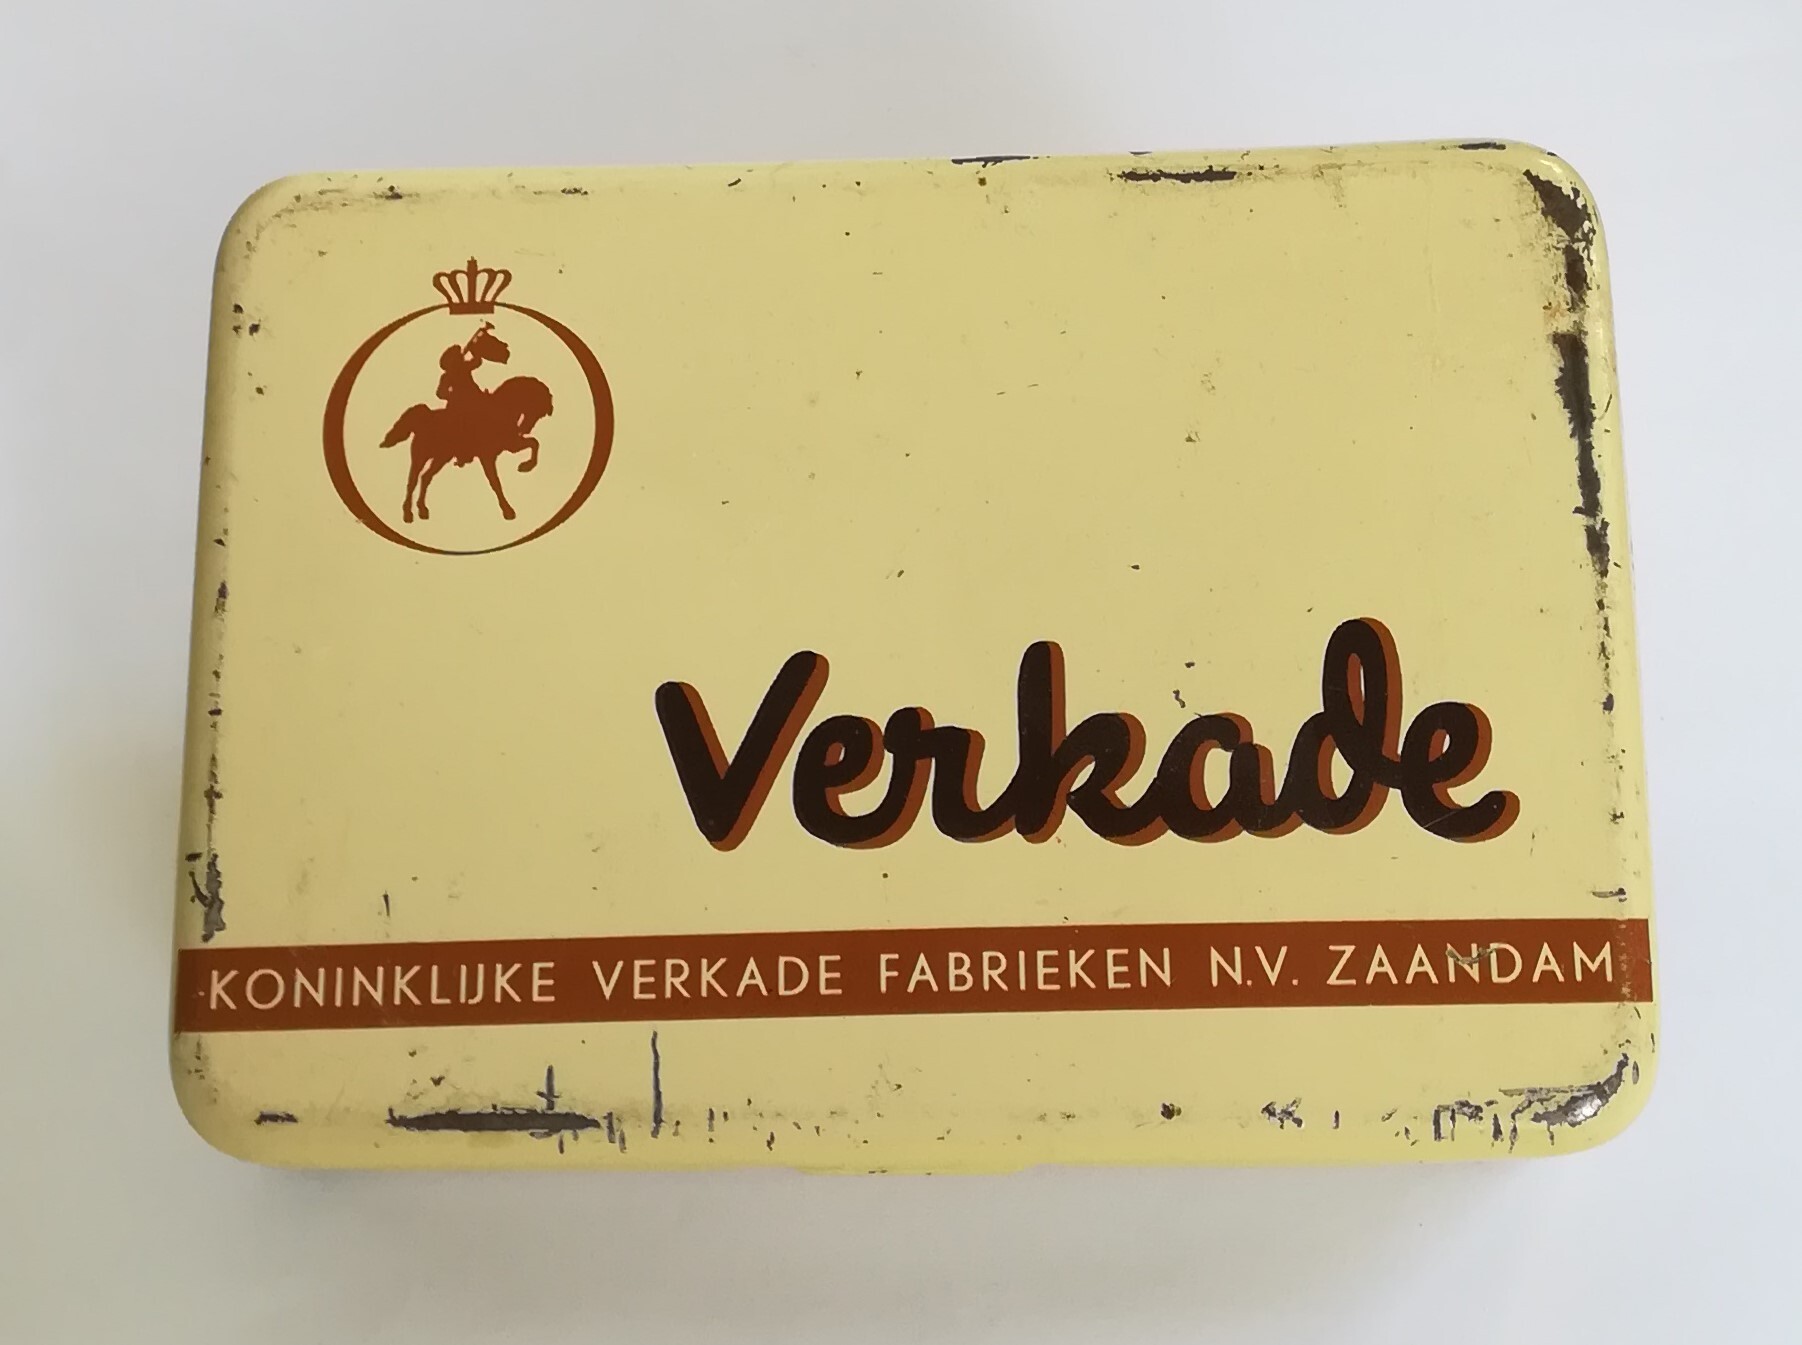 Verkade
KONINKLIJKE VERKADE FABRIEKEN N.V. ZAANDAM